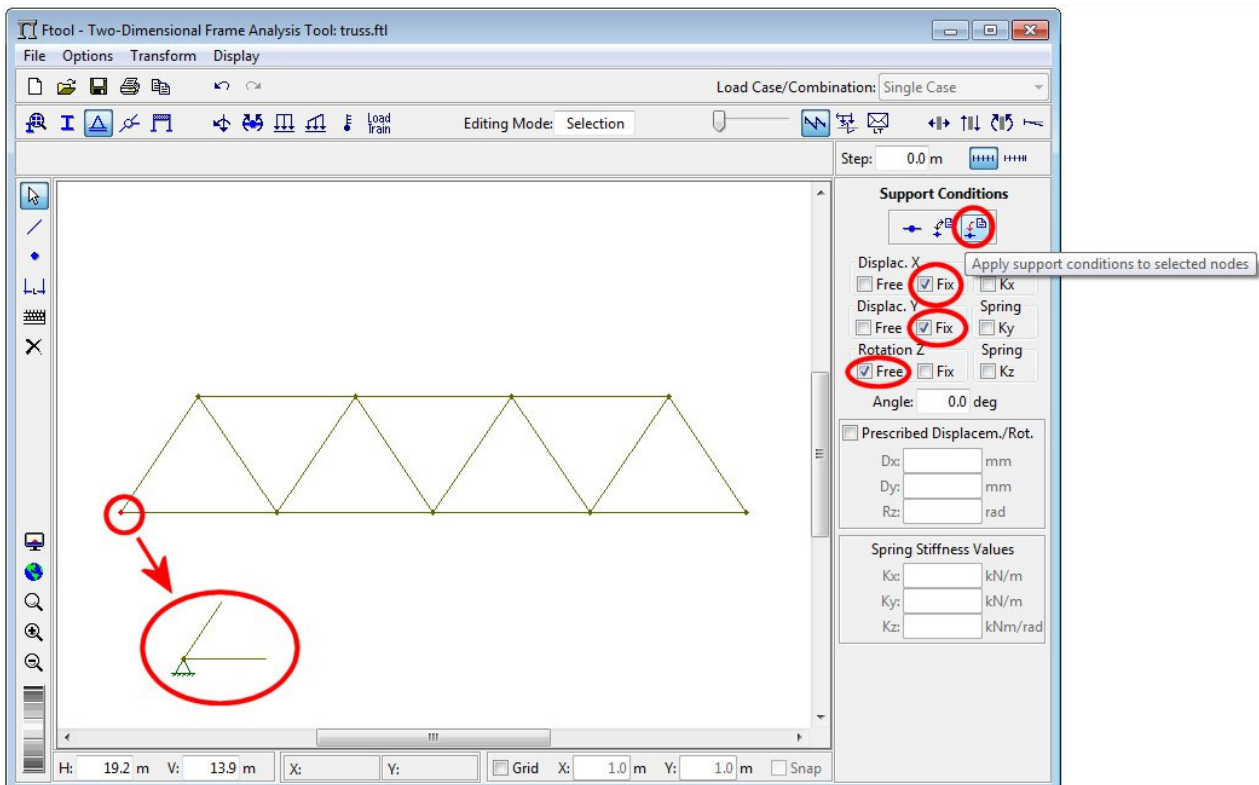 Ftool - Two-Dimensional Frame Analysis Tool: truss.ftl
File Options Transform Display
Load Case/Combination: Single Case
Load Train
Editing Mode: Selection
Step: 0.0 m
Support Conditions
Apply support conditions to selected nodes
Displac. X
Free Fix Kx
Displac. Y Spring
Free Fix Ky
Rotation Z Spring
Free Fix Kz
Angle: 0.0 deg
Prescribed Displacem./Rot.
Dx: mm
Dy: mm
Rz: rad
Spring Stiffness Values
Kx: kN/m
Ky: kN/m
Kz: kNm/rad
H: 19.2 m V: 13.9 m X: Y: Grid X: 1.0 m Y: 1.0 m Snap